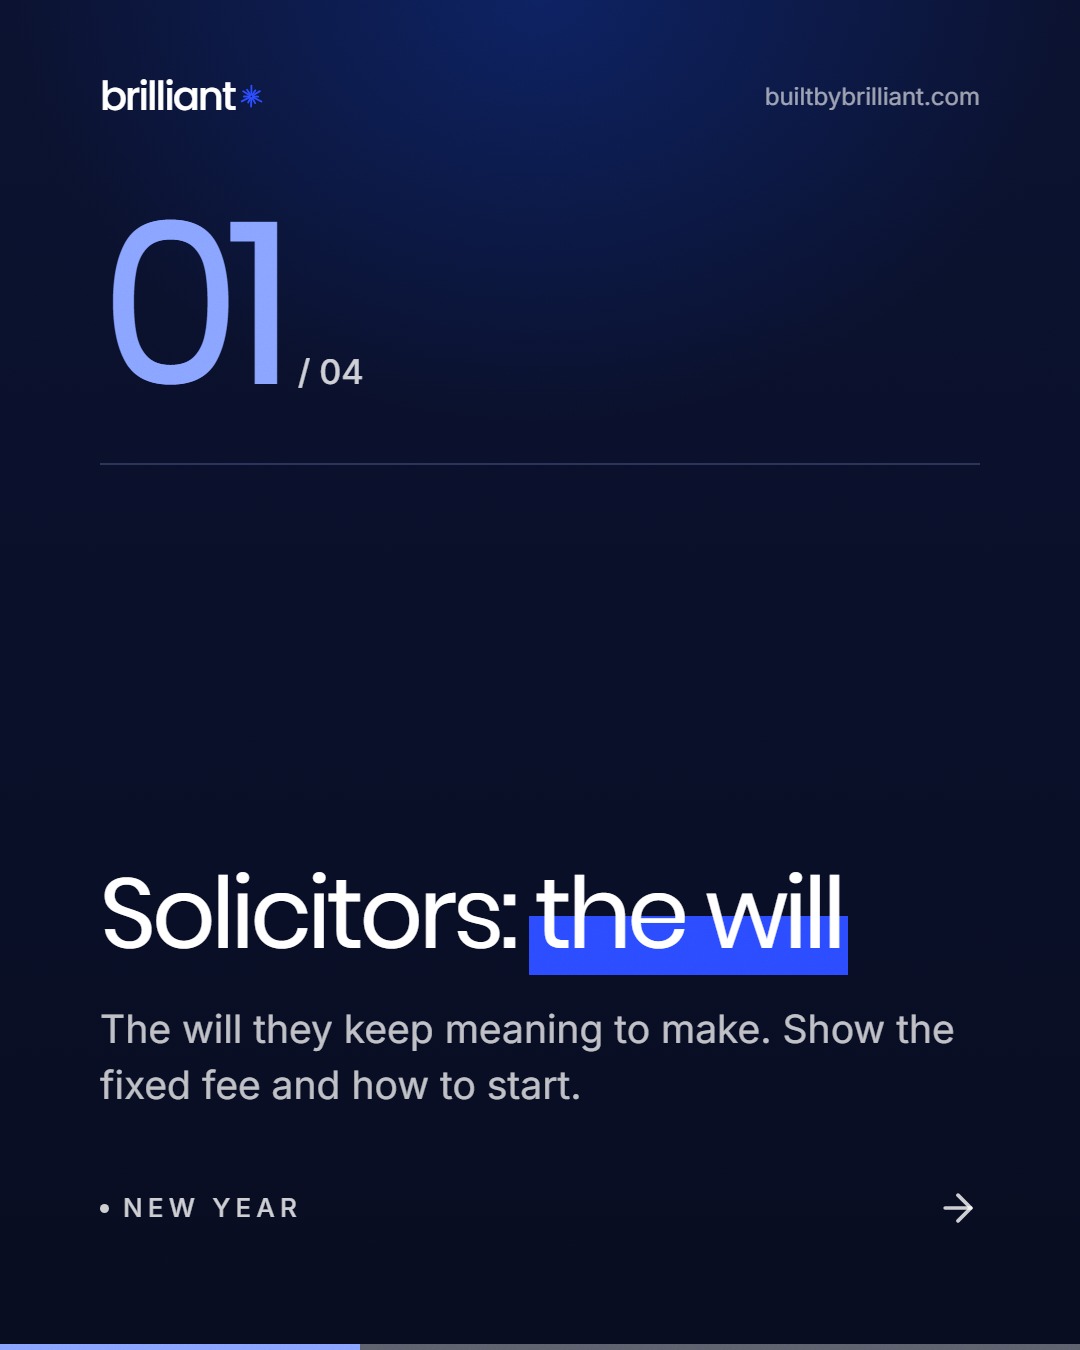 brilliant
builtbybrilliant.com
01 / 04
Solicitors: the will
The will they keep meaning to make. Show the
fixed fee and how to start.
• NEW YEAR